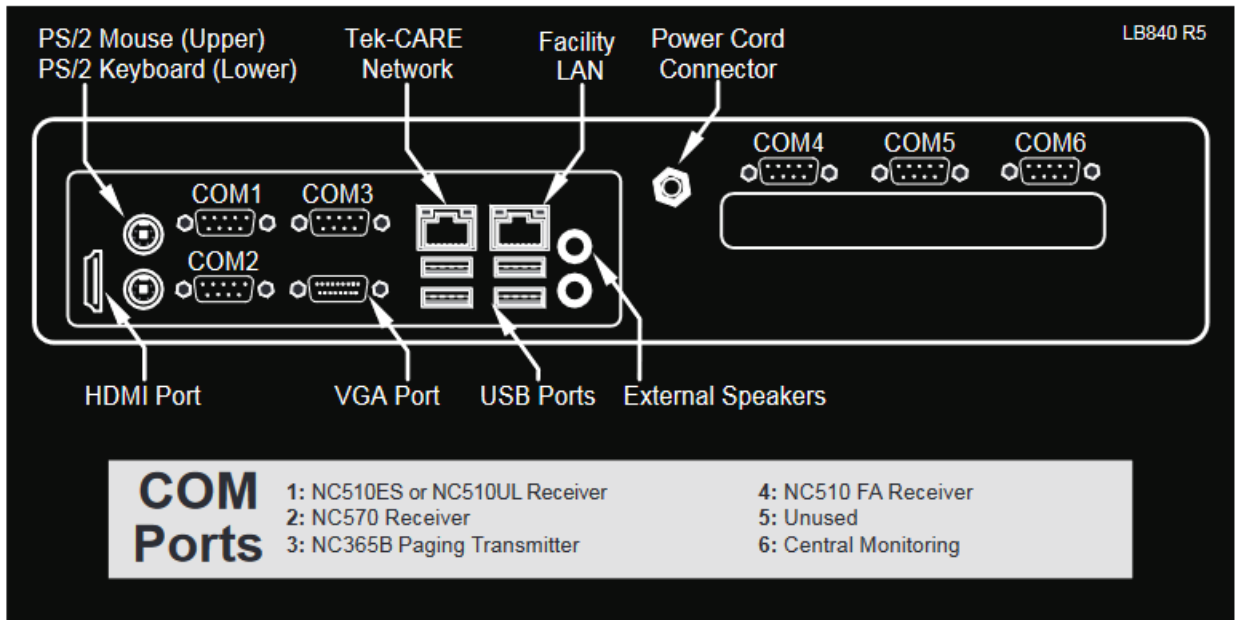 PS/2 Mouse (Upper)
PS/2 Keyboard (Lower)
Tek-CARE
Network
Facility
LAN
Power Cord
Connector
LB840 R5
COM1
COM3
COM2
COM4
COM5
COM6
HDMI Port
VGA Port
USB Ports
External Speakers
COM
Ports
1: NC510ES or NC510UL Receiver
2: NC570 Receiver
3: NC365B Paging Transmitter
4: NC510 FA Receiver
5: Unused
6: Central Monitoring